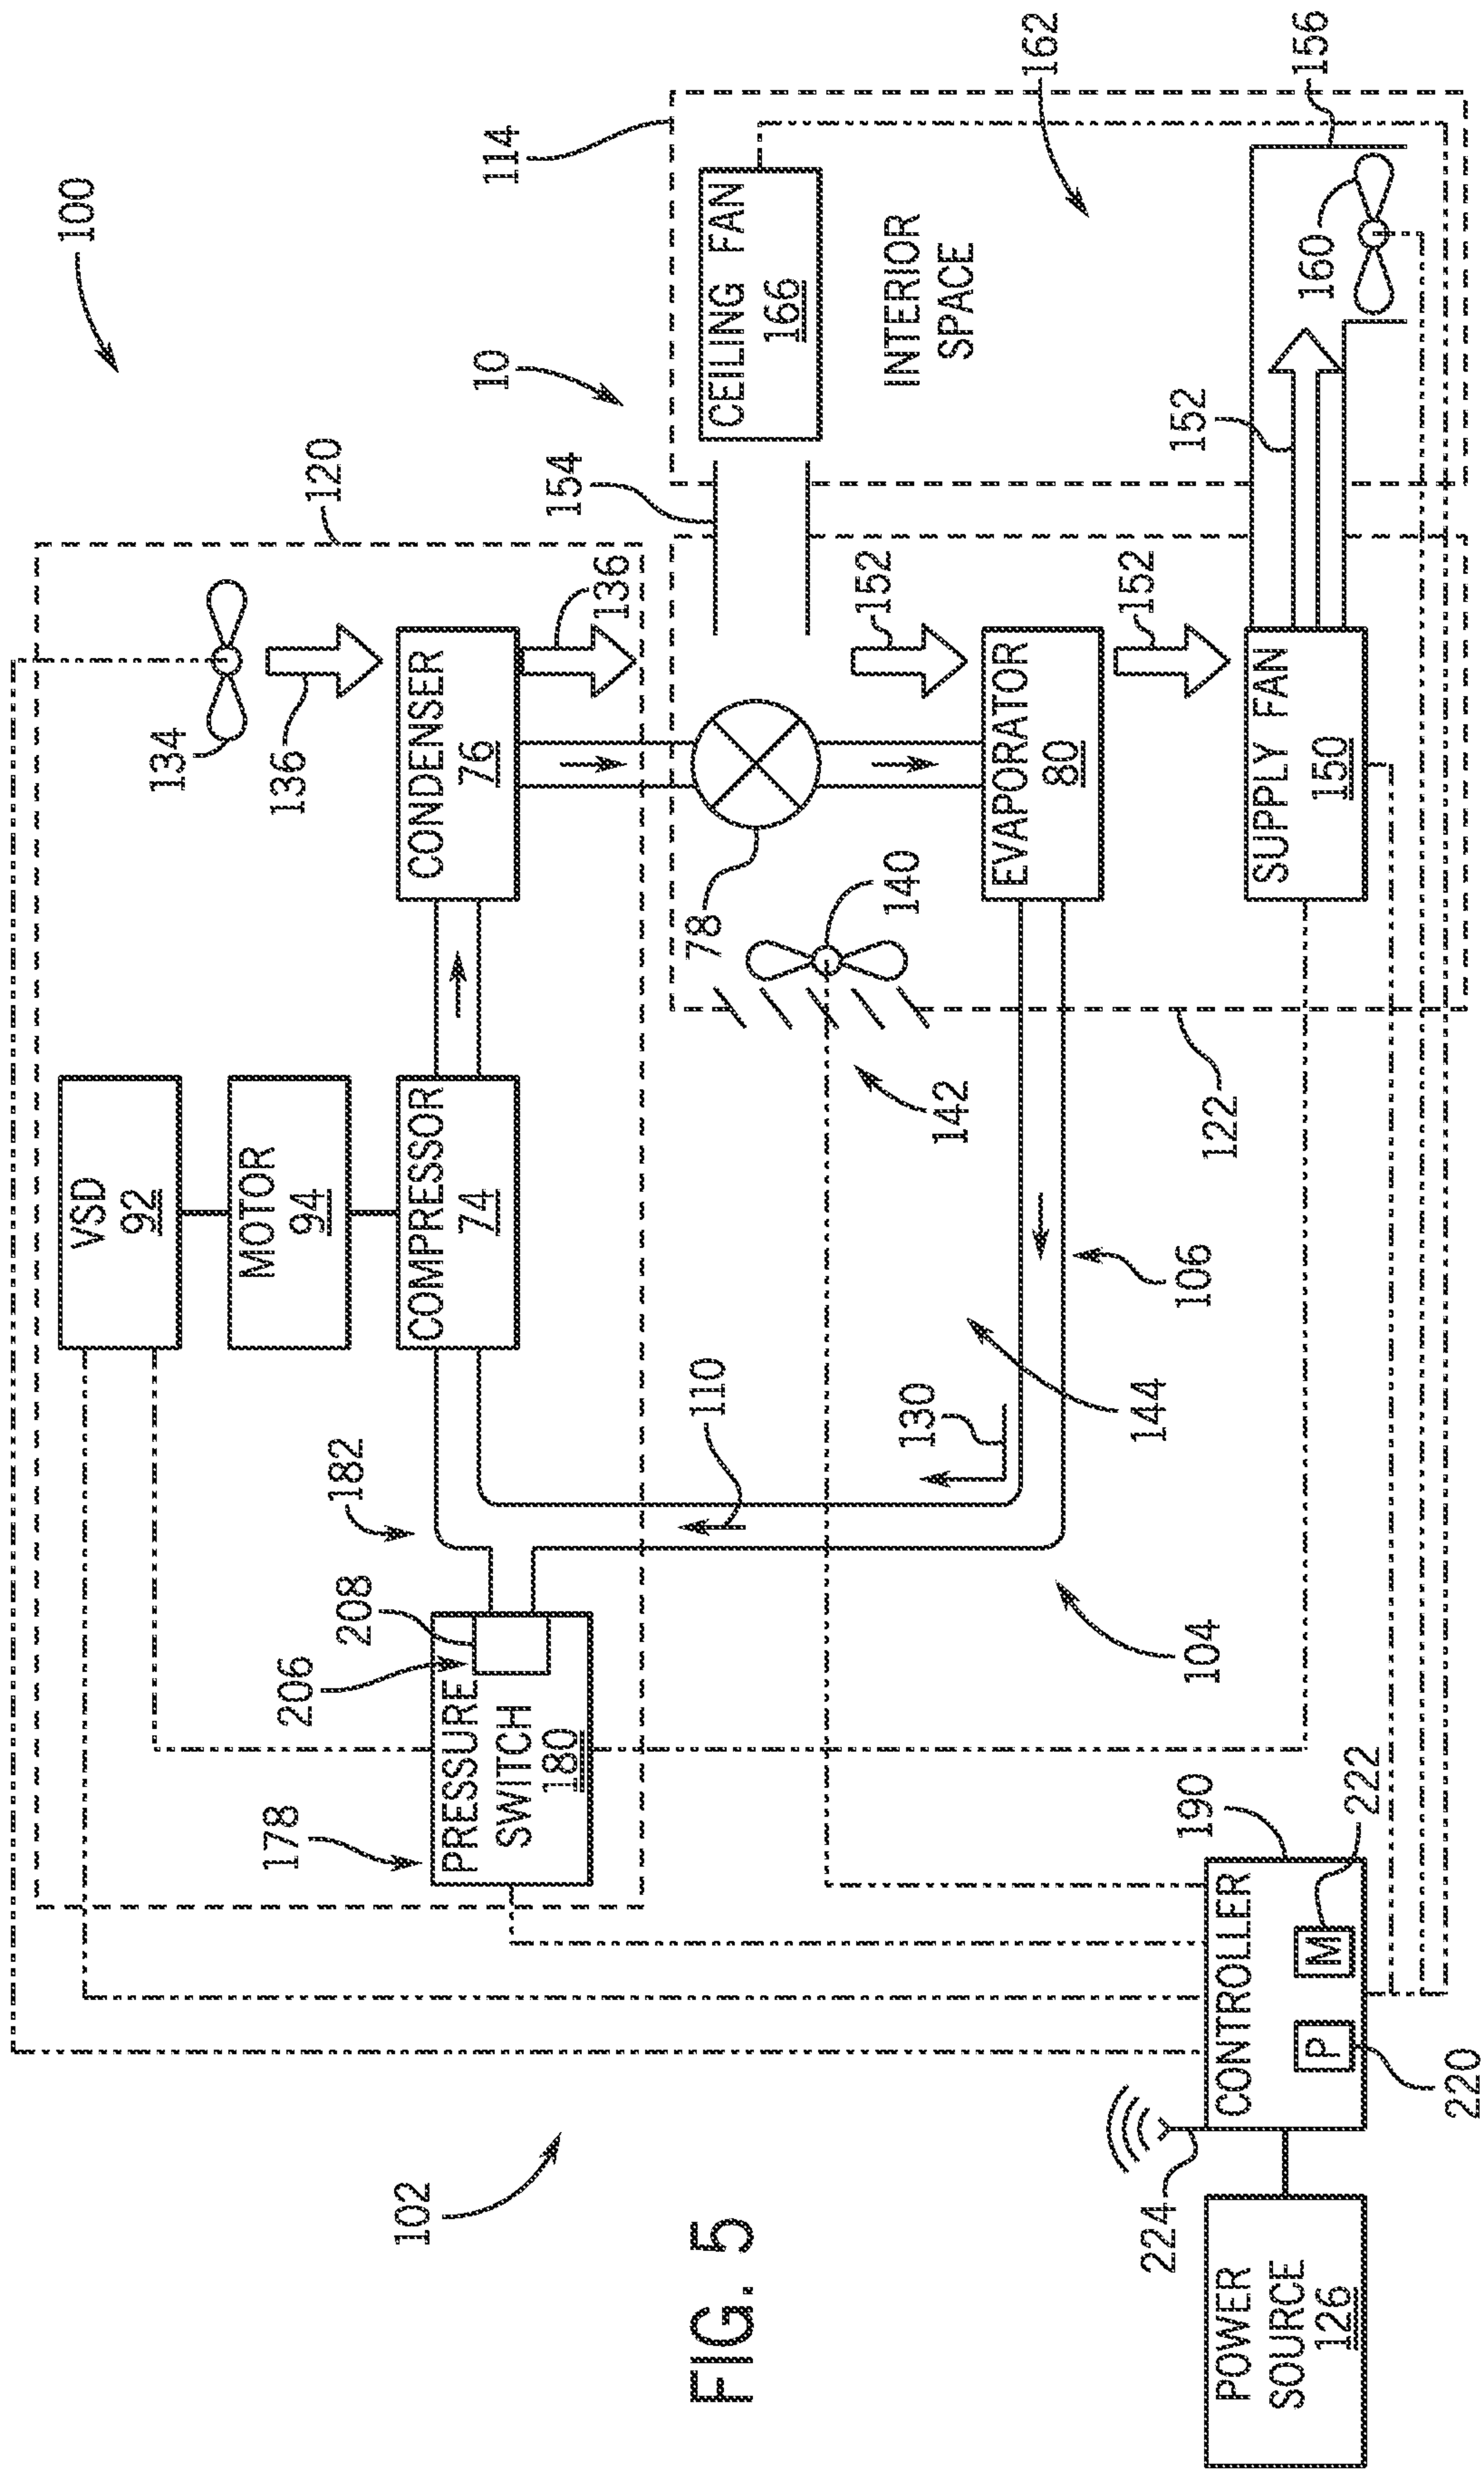 100
120
134
136
VSD
92
MOTOR
94
COMPRESSOR
74
CONDENSER
76
136
182
208
206
178
PRESSURE
SWITCH
180
110
102
10
114
154
CEILING FAN
166
INTERIOR
SPACE
162
78
140
142
152
EVAPORATOR
80
152
130
144
106
104
122
152
156
160
SUPPLY FAN
150
190
222
CONTROLLER
P
M
220
224
POWER
SOURCE
126
FIG. 5